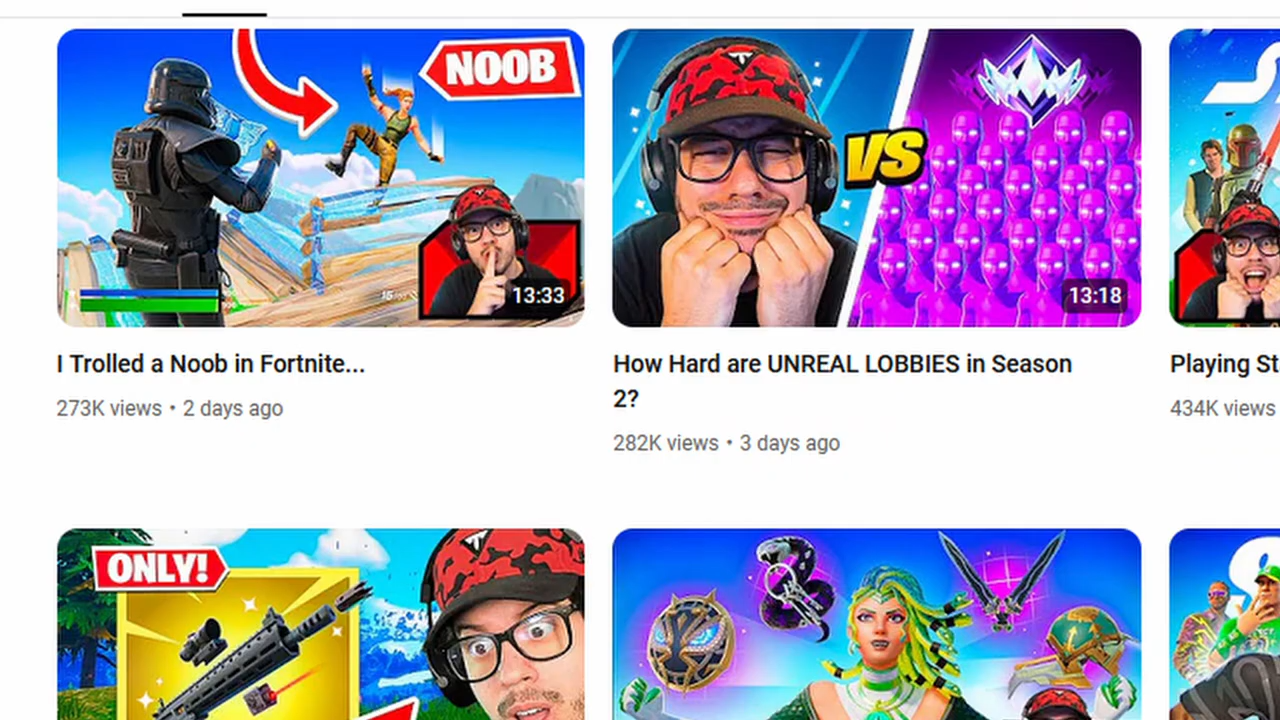 NOOB
13:33
VS
13:18
I Trolled a Noob in Fortnite...
273K views • 2 days ago
How Hard are UNREAL LOBBIES in Season
2?
282K views • 3 days ago
Playing St
434K views
ONLY!